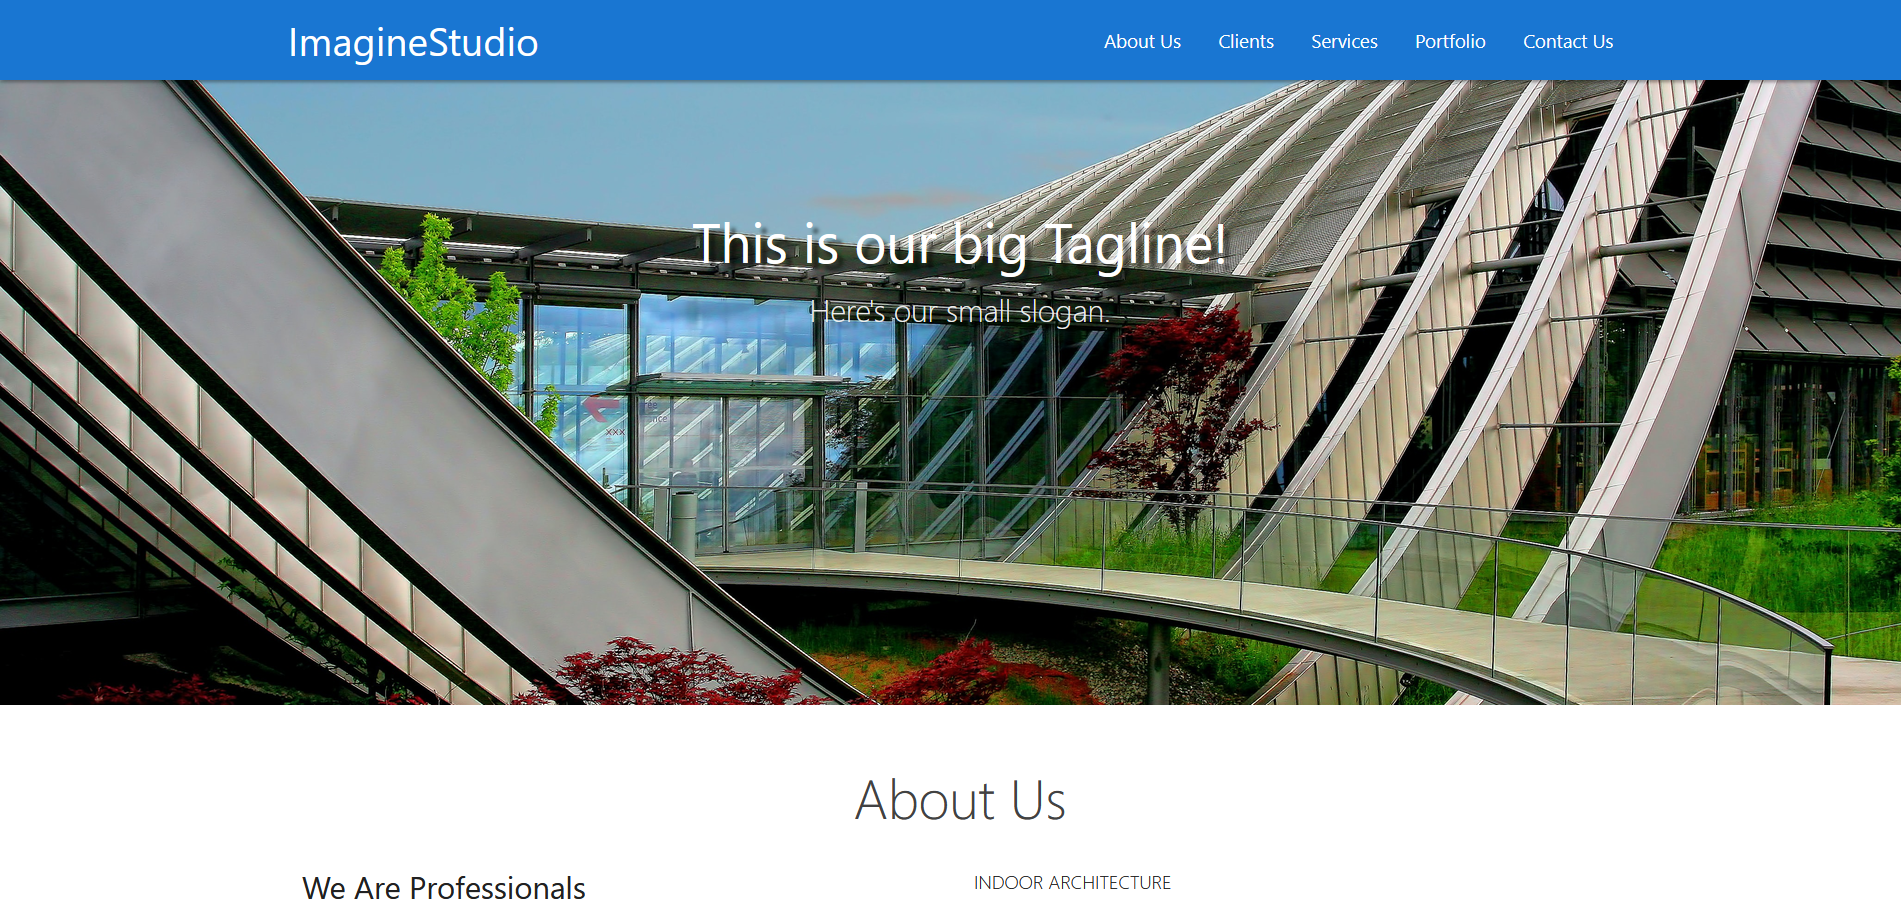 ImagineStudio
About Us Clients Services Portfolio Contact Us
This is our big Tagline!
Here's our small slogan.
xxx
About Us
We Are Professionals
INDOOR ARCHITECTURE